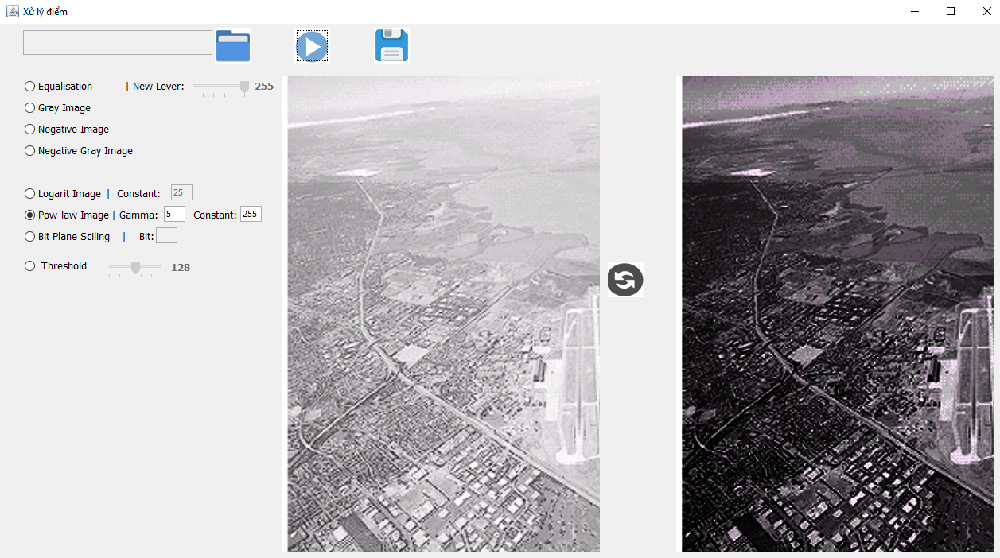 Xử lý điểm
Equalisation | New Lever: 255
Gray Image
Negative Image
Negative Gray Image
Logarit Image | Constant: 25
Pow-law Image | Gamma: 5 Constant: 255
Bit Plane Sciling | Bit:
Threshold 128